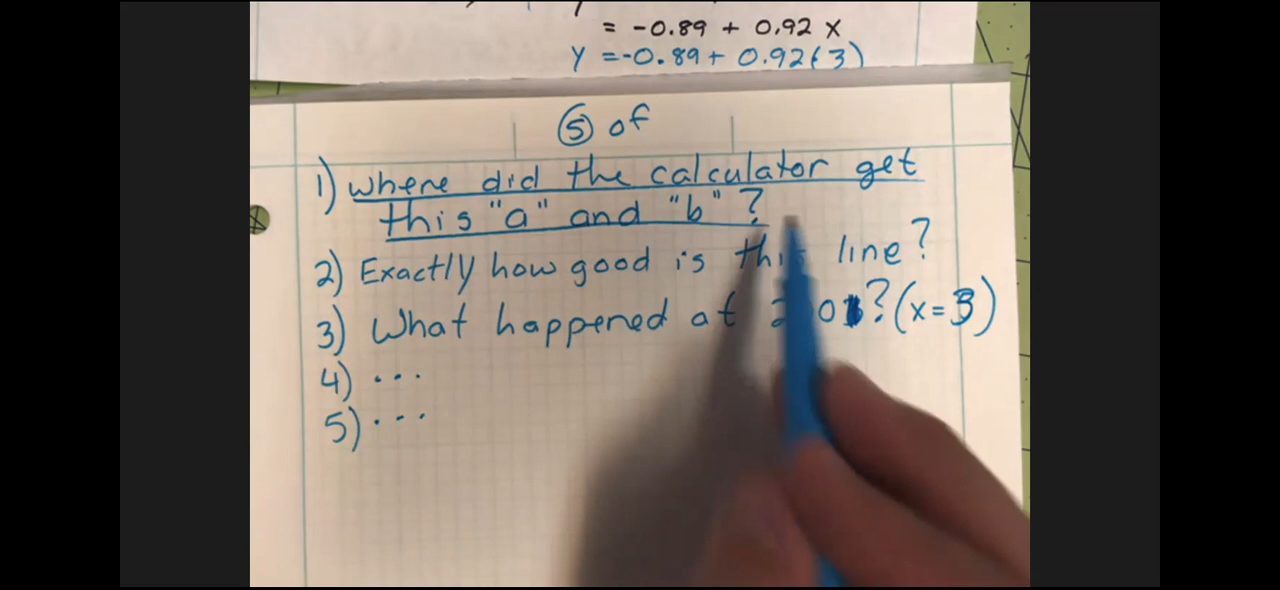 = -0.89 + 0.92 x
Y = -0.89 + 0.92(3)
⑤ of
1) where did the calculator get
this "a" and "b"?
2) Exactly how good is this line?
3) What happened at ? (x=3)
4) ...
5) ...